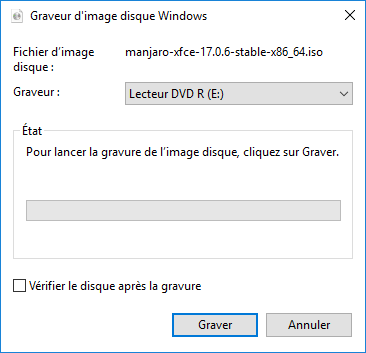 Graveur d'image disque Windows
Fichier d'image manjaro-xfce-17.0.6-stable-x86_64.iso
disque :
Graveur : Lecteur DVD R (E:)
État
Pour lancer la gravure de l'image disque, cliquez sur Graver.
Vérifier le disque après la gravure
Graver Annuler